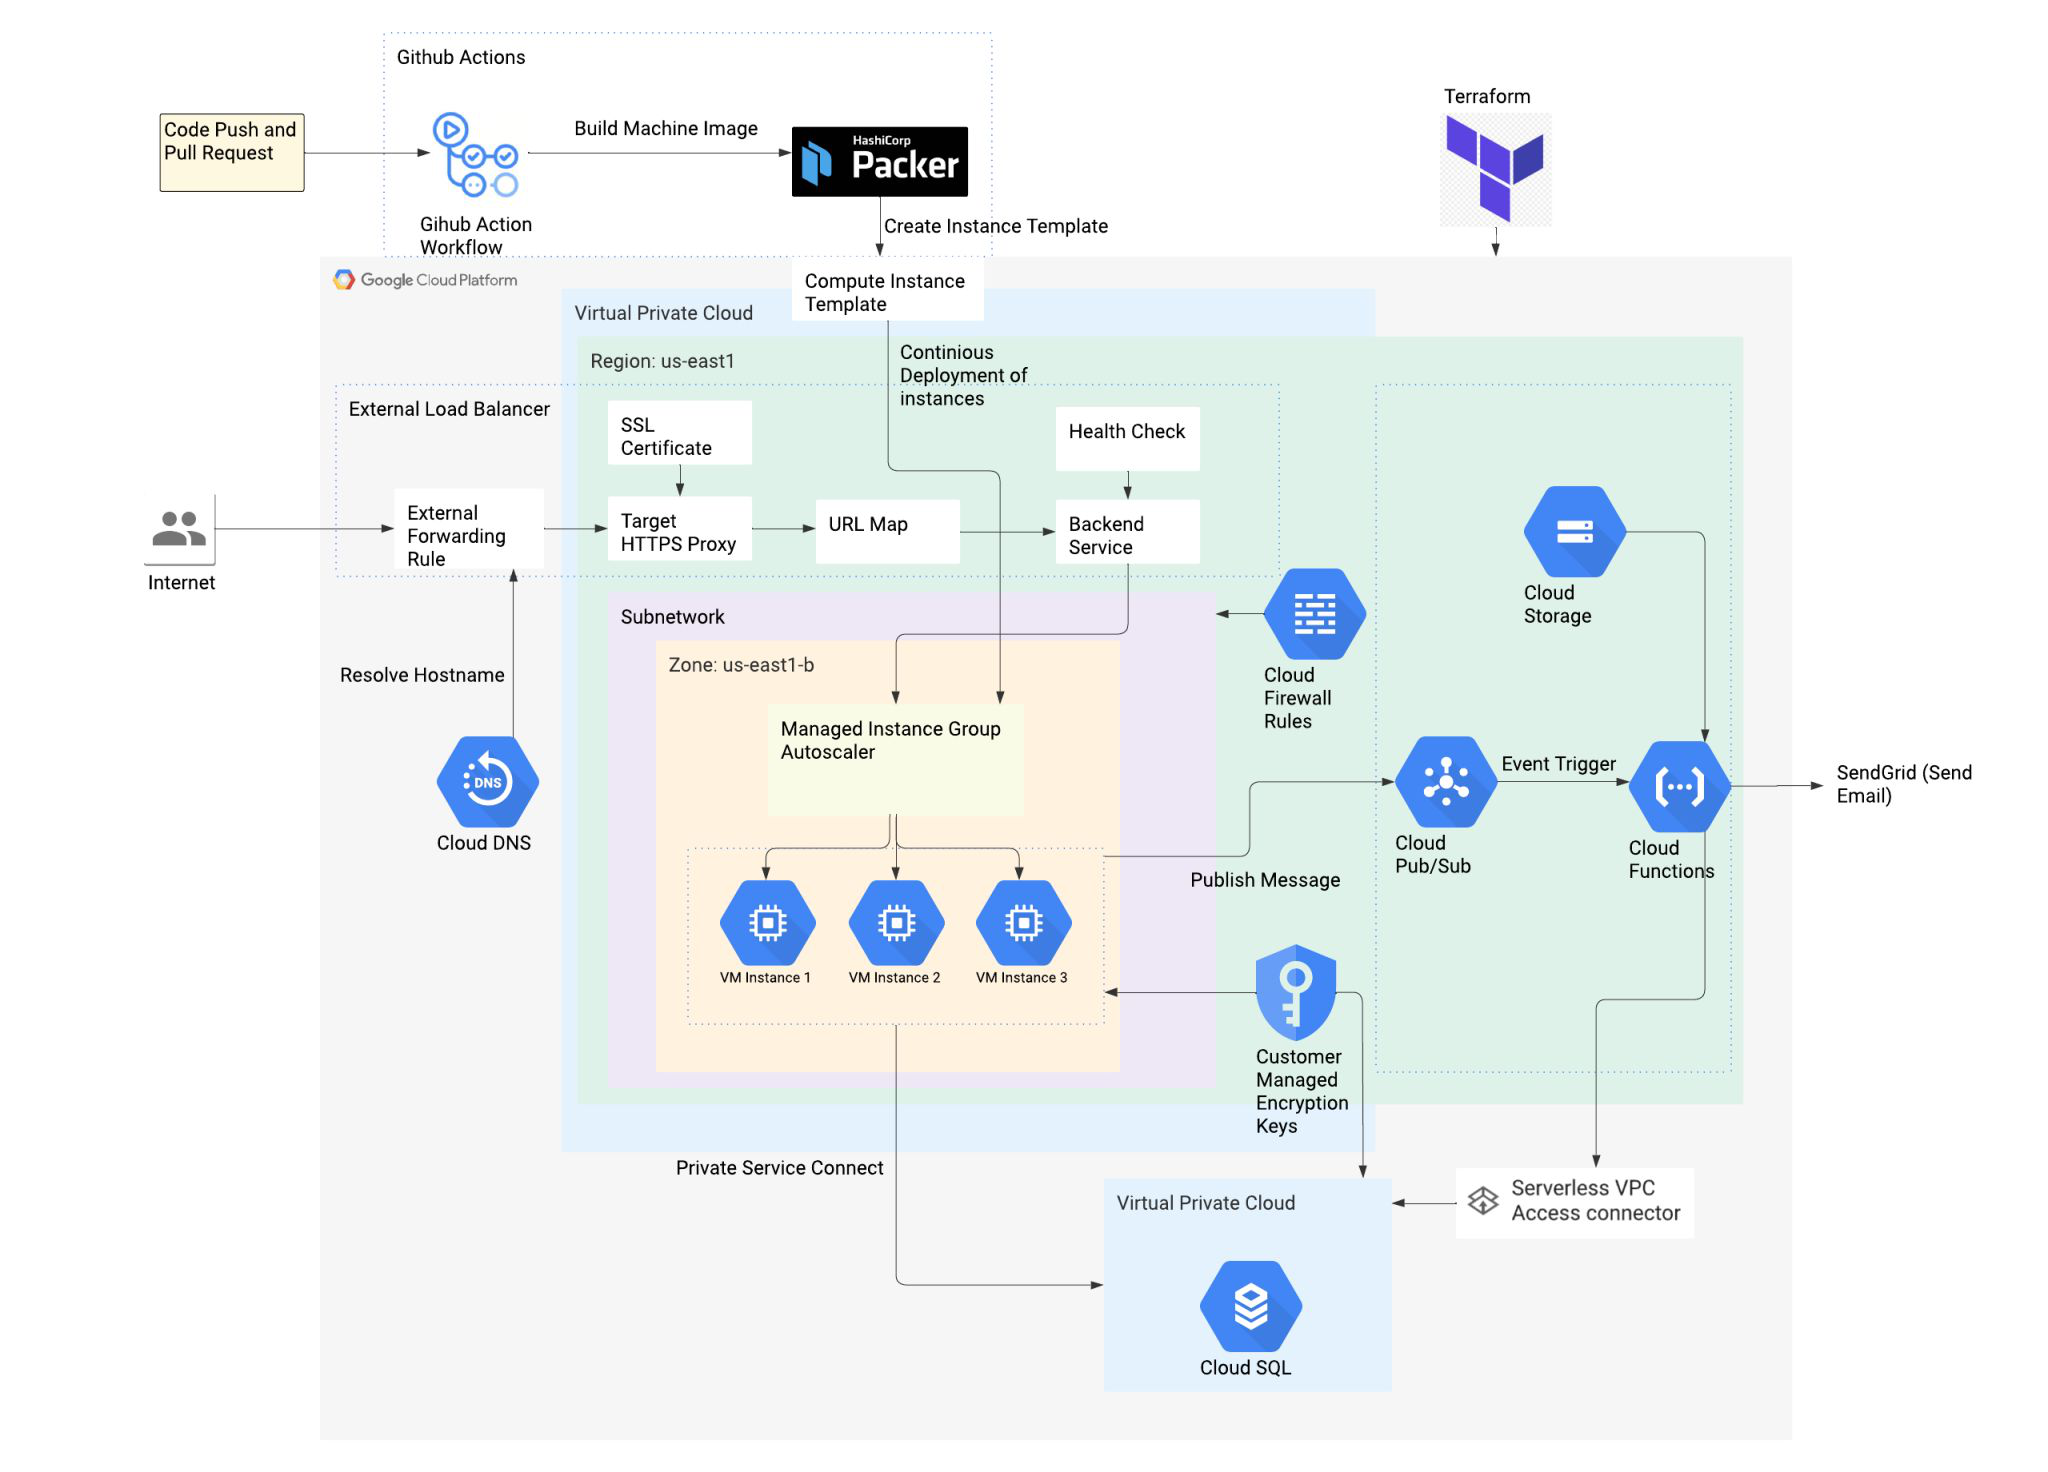 Github Actions
Terraform
Code Push and
Pull Request
Build Machine Image
HashiCorp
Packer
Gihub Action
Workflow
Create Instance Template
Google Cloud Platform
Compute Instance
Template
Virtual Private Cloud
Region: us-east1
Continious
Deployment of
instances
External Load Balancer
SSL
Certificate
Health Check
External
Forwarding
Rule
Target
HTTPS Proxy
URL Map
Backend
Service
Internet
Cloud
Storage
Subnetwork
Zone: us-east1-b
Resolve Hostname
Cloud
Firewall
Rules
Managed Instance Group
Autoscaler
DNS
Cloud DNS
Event Trigger
SendGrid (Send
Email)
Cloud
Pub/Sub
Cloud
Functions
Publish Message
VM Instance 1
VM Instance 2
VM Instance 3
Customer
Managed
Encryption
Keys
Private Service Connect
Virtual Private Cloud
Serverless VPC
Access connector
Cloud SQL